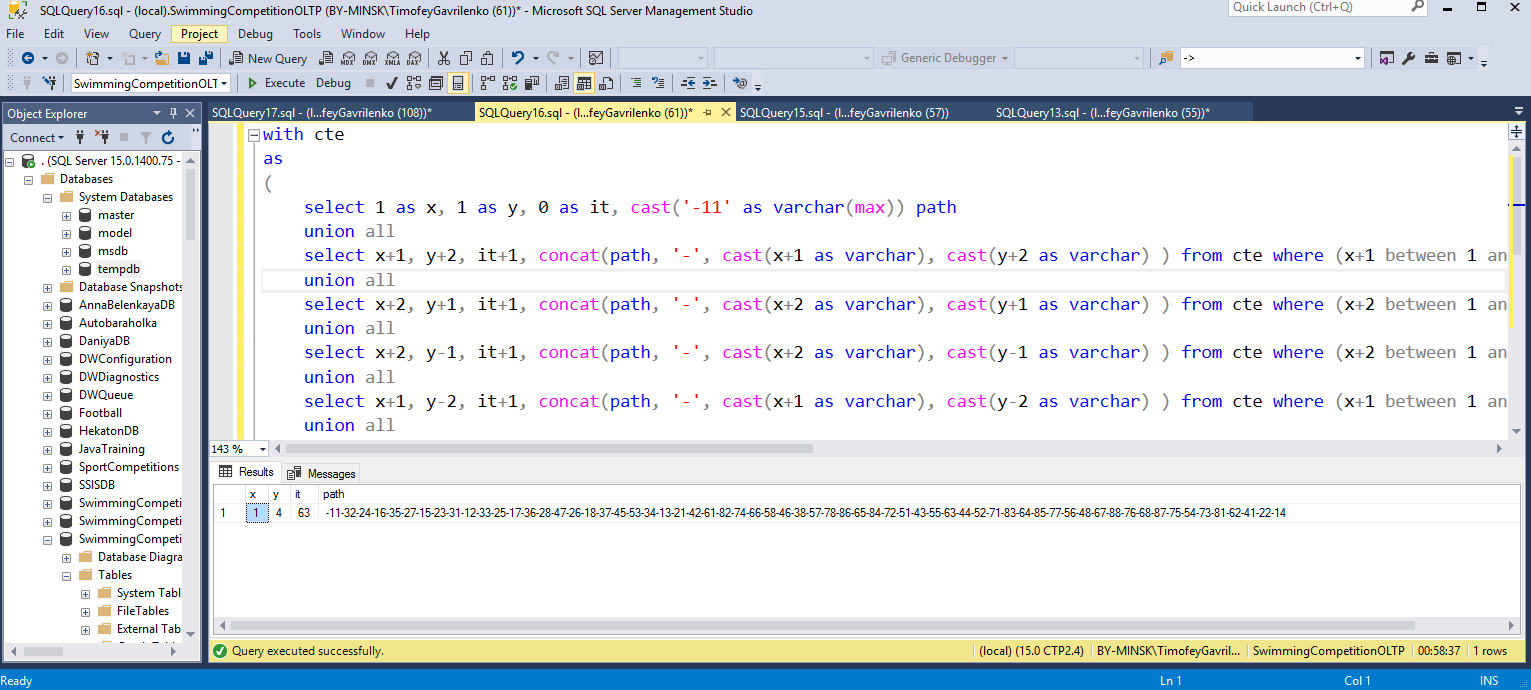 SQLQuery16.sql - (local).SwimmingCompetitionOLTP (BY-MINSK\TimofeyGavrilenko (61))* - Microsoft SQL Server Management Studio
Quick Launch (Ctrl+Q)
File Edit View Query Project Debug Tools Window Help
New Query MDX DMX XMLA DAX Generic Debugger ->
SwimmingCompetitionOLT Execute Debug
Object Explorer
SQLQuery17.sql - (l...feyGavrilenko (108))* SQLQuery16.sql - (l...feyGavrilenko (61))* SQLQuery15.sql - (l...feyGavrilenko (57)) SQLQuery13.sql - (l...feyGavrilenko (55))*
Connect
. (SQL Server 15.0.1400.75 -
Databases
System Databases
master
model
msdb
tempdb
Database Snapshots
AnnaBelenkayaDB
Autobaraholka
DaniyaDB
DWConfiguration
DWDiagnostics
DWQueue
Football
HekatonDB
JavaTraining
SportCompetitions
SSISDB
SwimmingCompeti
SwimmingCompeti
SwimmingCompeti
Database Diagra
Tables
System Tabl
FileTables
External Tab
with cte
as
(
select 1 as x, 1 as y, 0 as it, cast('-11' as varchar(max)) path
union all
select x+1, y+2, it+1, concat(path, '-', cast(x+1 as varchar), cast(y+2 as varchar) ) from cte where (x+1 between 1 an
union all
select x+2, y+1, it+1, concat(path, '-', cast(x+2 as varchar), cast(y+1 as varchar) ) from cte where (x+2 between 1 an
union all
select x+2, y-1, it+1, concat(path, '-', cast(x+2 as varchar), cast(y-1 as varchar) ) from cte where (x+2 between 1 an
union all
select x+1, y-2, it+1, concat(path, '-', cast(x+1 as varchar), cast(y-2 as varchar) ) from cte where (x+1 between 1 an
union all
143 %
Results Messages
x y it path
1 1 4 63 -11-32-24-16-35-27-15-23-31-12-33-25-17-36-28-47-26-18-37-45-53-34-13-21-42-61-82-74-66-58-46-38-57-78-86-65-84-72-51-43-55-63-44-52-71-83-64-85-77-56-48-67-88-76-68-87-75-54-73-81-62-41-22-14
Query executed successfully. (local) (15.0 CTP2.4) BY-MINSK\TimofeyGavril... SwimmingCompetitionOLTP 00:58:37 1 rows
Ready Ln 1 Col 1 INS